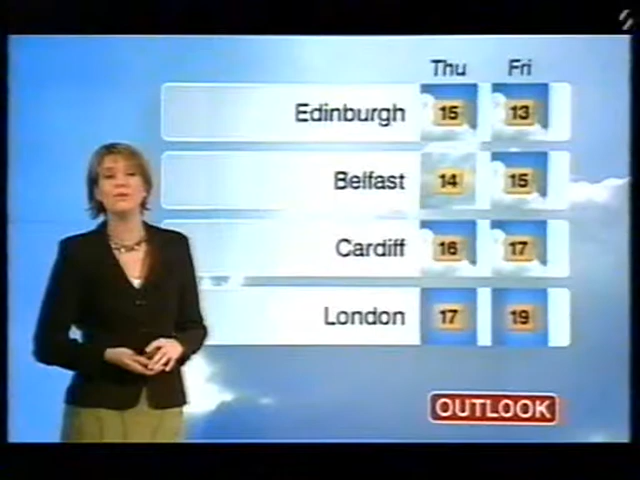 Thu Fri
Edinburgh 15 13
Belfast 14 15
Cardiff 16 17
London 17 19
OUTLOOK